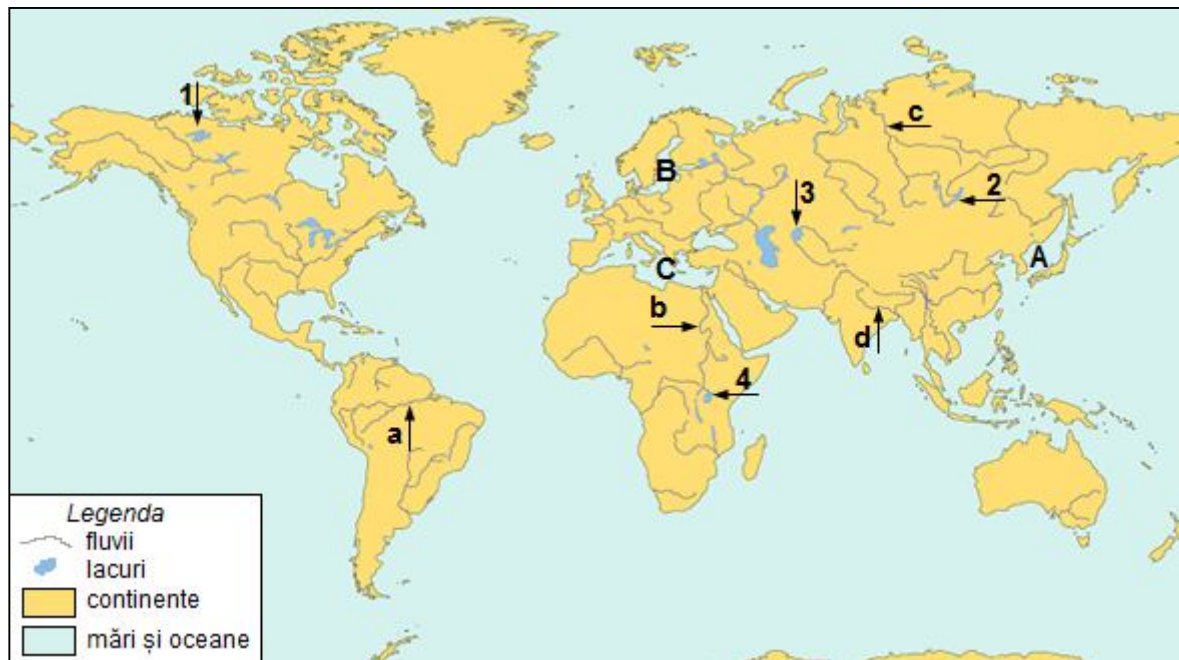 1
c
B
3
2
A
C
b
d
4
a
Legenda
fluvii
lacuri
continente
mări și oceane